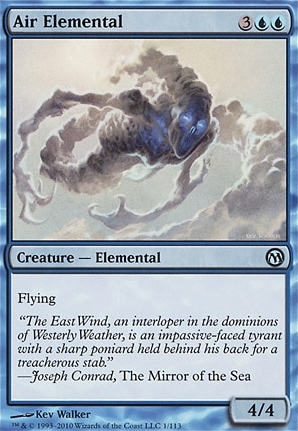 Air Elemental 3
Creature — Elemental
Flying
“The East Wind, an interloper in the dominions
of Westerly Weather, is an impassive-faced tyrant
with a sharp poniard held behind his back for
a treacherous stab.”
—Joseph Conrad, The Mirror of the Sea
4/4
Kev Walker
™ & © 1993–2010 Wizards of the Coast LLC 1/113